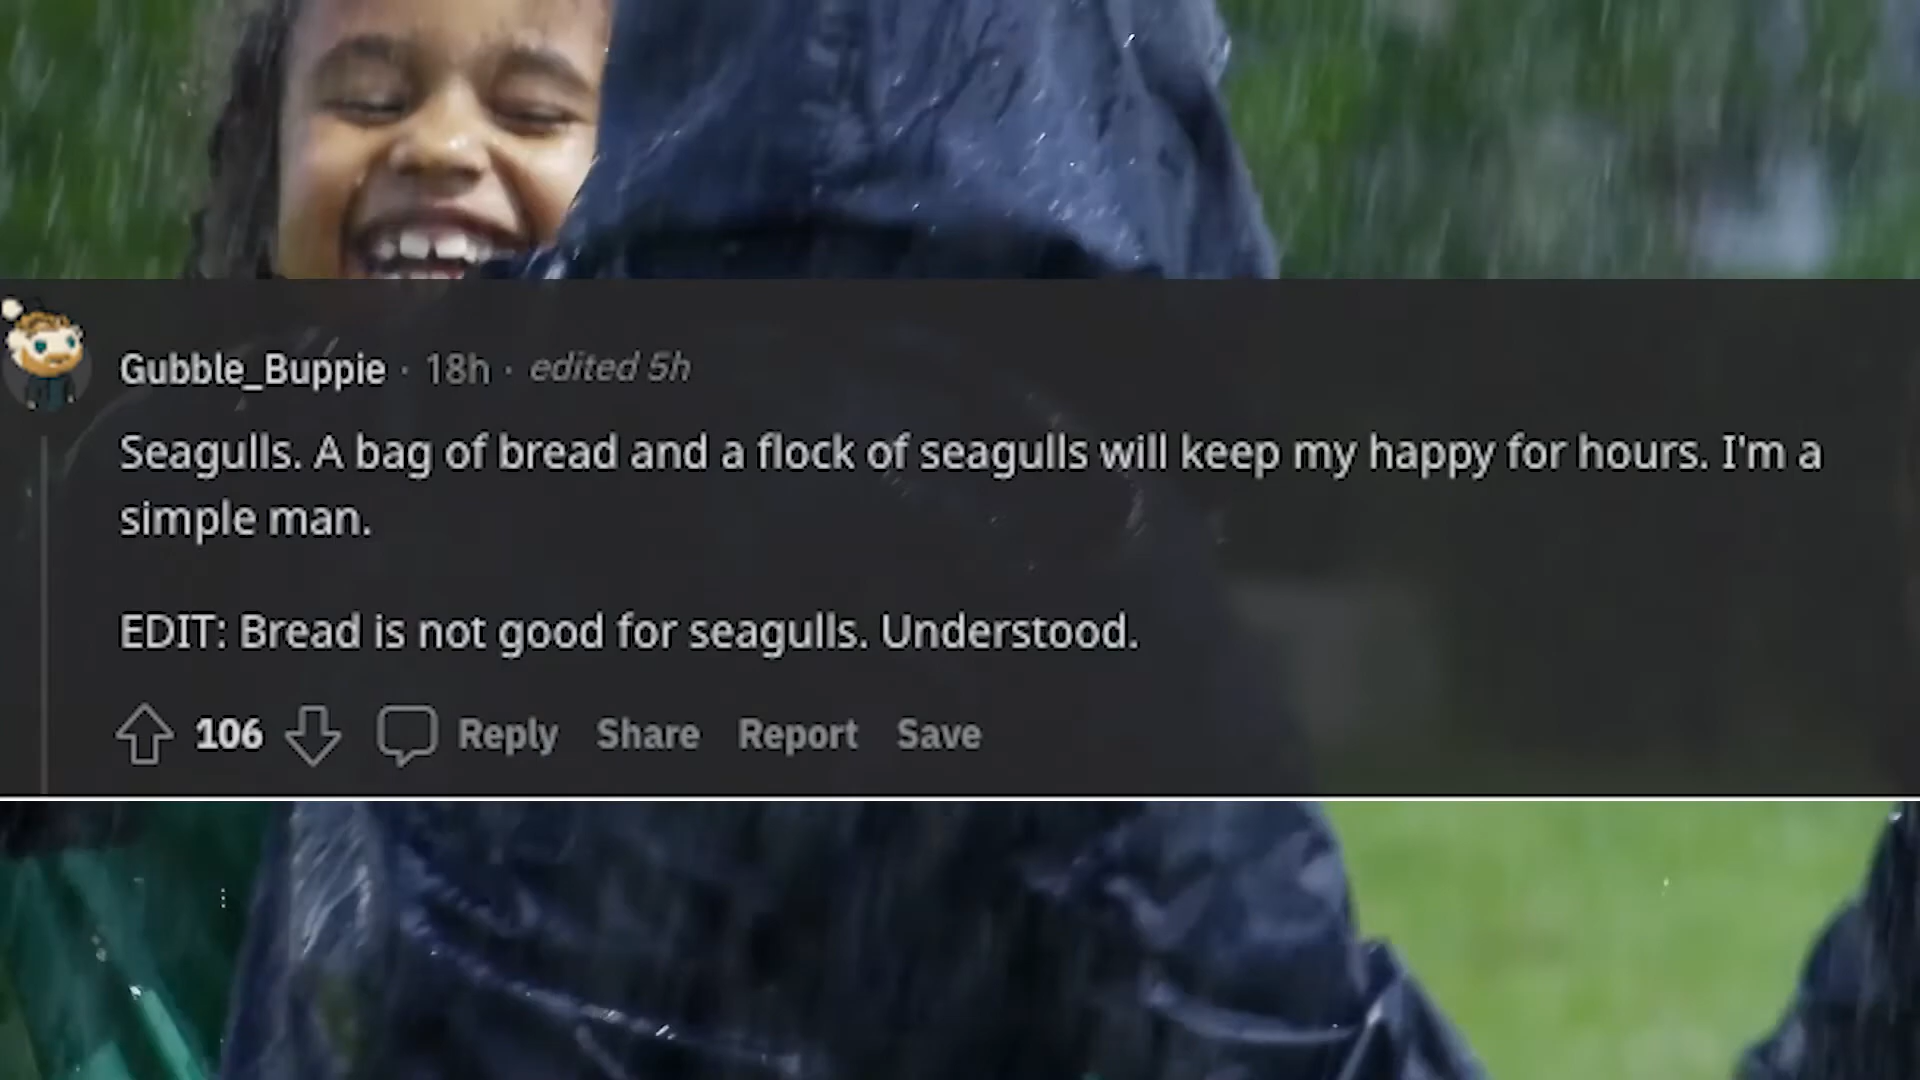 Gubble_Buppie · 18h · edited 5h
Seagulls. A bag of bread and a flock of seagulls will keep my happy for hours. I'm a
simple man.
EDIT: Bread is not good for seagulls. Understood.
106 Reply Share Report Save